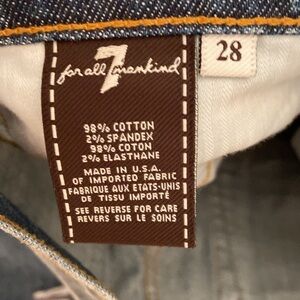 7
for all mankind
28
98% COTTON
2% SPANDEX
98% COTON
2% ELASTHANE
MADE IN U.S.A.
OF IMPORTED FABRIC
FABRIQUE AUX ETATS-UNIS
DE TISSU IMPORTÉ
SEE REVERSE FOR CARE
REVERS SUR LE SOINS